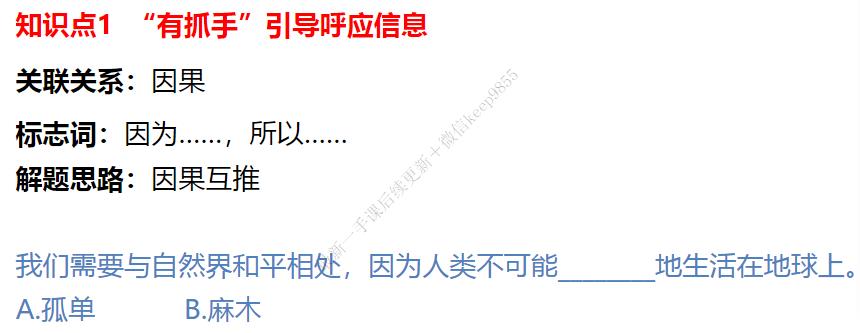 知识点1 “有抓手”引导呼应信息
关联关系：因果
标志词：因为……，所以……
解题思路：因果互推
新一手课后续更新＋微信keep9855
我们需要与自然界和平相处，因为人类不可能________地生活在地球上。
A.孤单 B.麻木